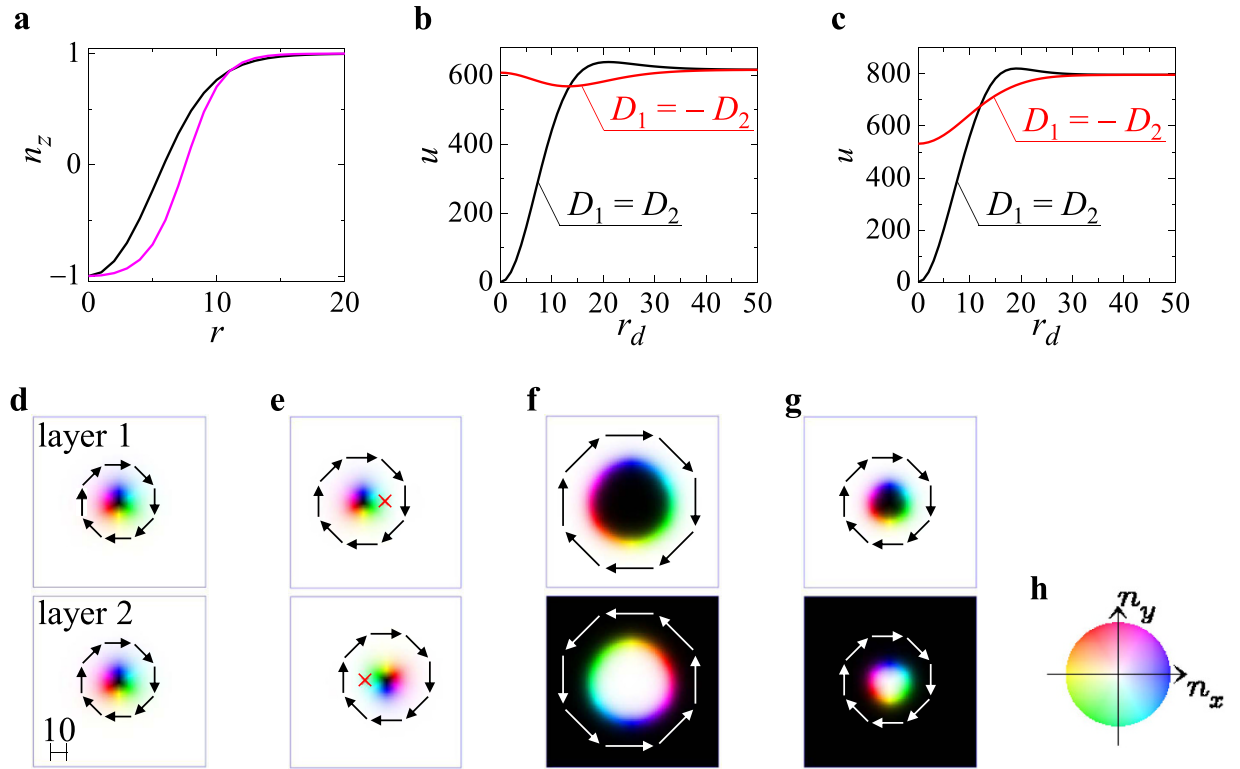 a
1
0
−1
0
10
20
n_z
r
b
600
400
200
0
0
10
20
30
40
50
u
r_d
D_1 = − D_2
D_1 = D_2
c
800
600
400
200
0
0
10
20
30
40
50
u
r_d
D_1 = − D_2
D_1 = D_2
d
layer 1
layer 2
10
e
f
g
h
n_y
n_x